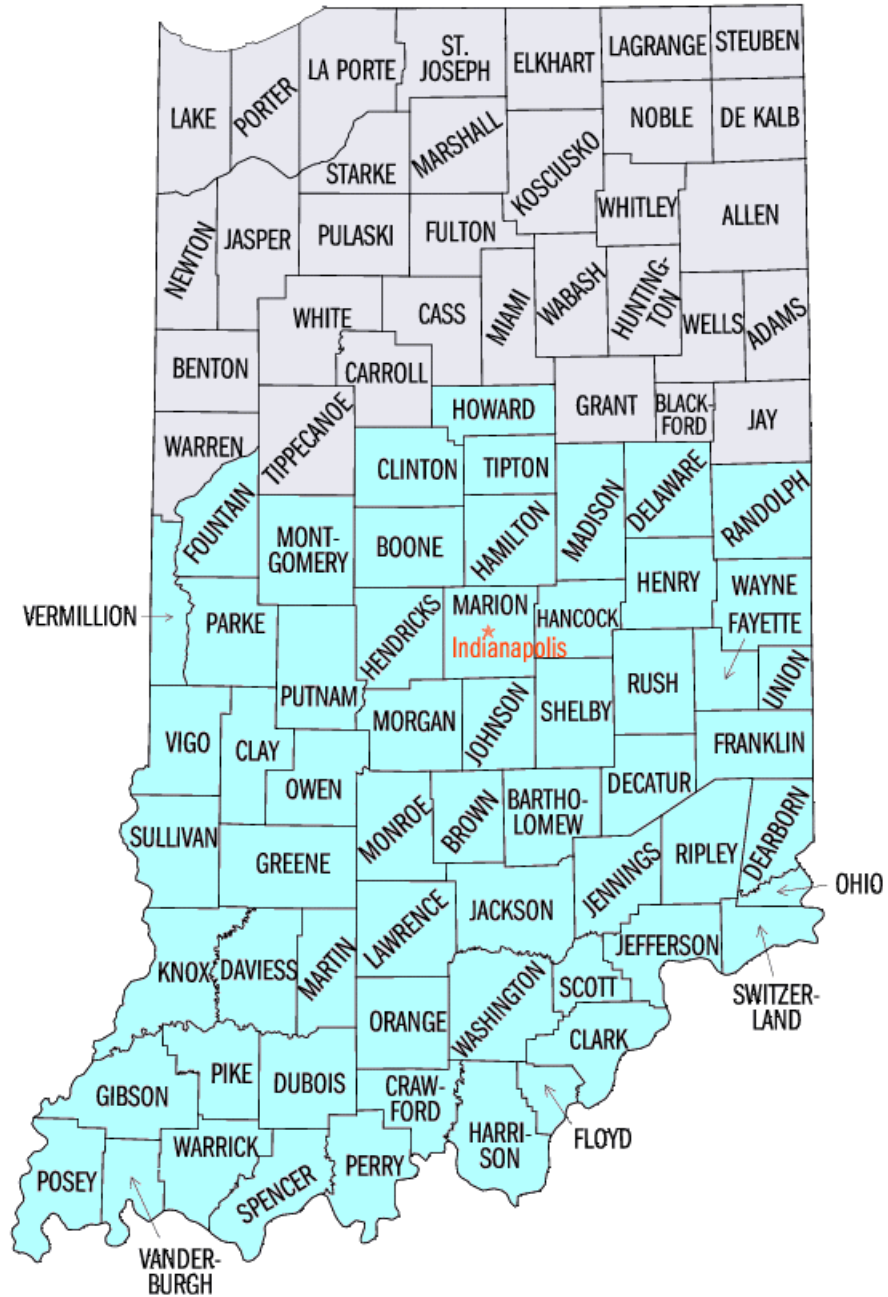 ST.
JOSEPH
LAGRANGE
STEUBEN
LA PORTE
ELKHART
LAKE
PORTER
NOBLE
DE KALB
MARSHALL
STARKE
KOSCIUSKO
WHITLEY
ALLEN
NEWTON
JASPER
PULASKI
FULTON
WHITE
CASS
MIAMI
WABASH
HUNTING-
TON
WELLS
ADAMS
BENTON
CARROLL
HOWARD
GRANT
BLACK-
FORD
JAY
WARREN
TIPPECANOE
CLINTON
TIPTON
MADISON
DELAWARE
RANDOLPH
FOUNTAIN
MONT-
GOMERY
BOONE
HAMILTON
HENRY
WAYNE
VERMILLION
PARKE
HENDRICKS
MARION
Indianapolis
HANCOCK
FAYETTE
PUTNAM
RUSH
UNION
VIGO
CLAY
MORGAN
JOHNSON
SHELBY
FRANKLIN
OWEN
DECATUR
SULLIVAN
GREENE
MONROE
BROWN
BARTHO-
LOMEW
RIPLEY
DEARBORN
JENNINGS
OHIO
LAWRENCE
JACKSON
KNOX
DAVIESS
MARTIN
JEFFERSON
SWITZER-
LAND
ORANGE
WASHINGTON
SCOTT
CLARK
GIBSON
PIKE
DUBOIS
CRAW-
FORD
HARRI-
SON
FLOYD
POSEY
WARRICK
SPENCER
PERRY
VANDER-
BURGH